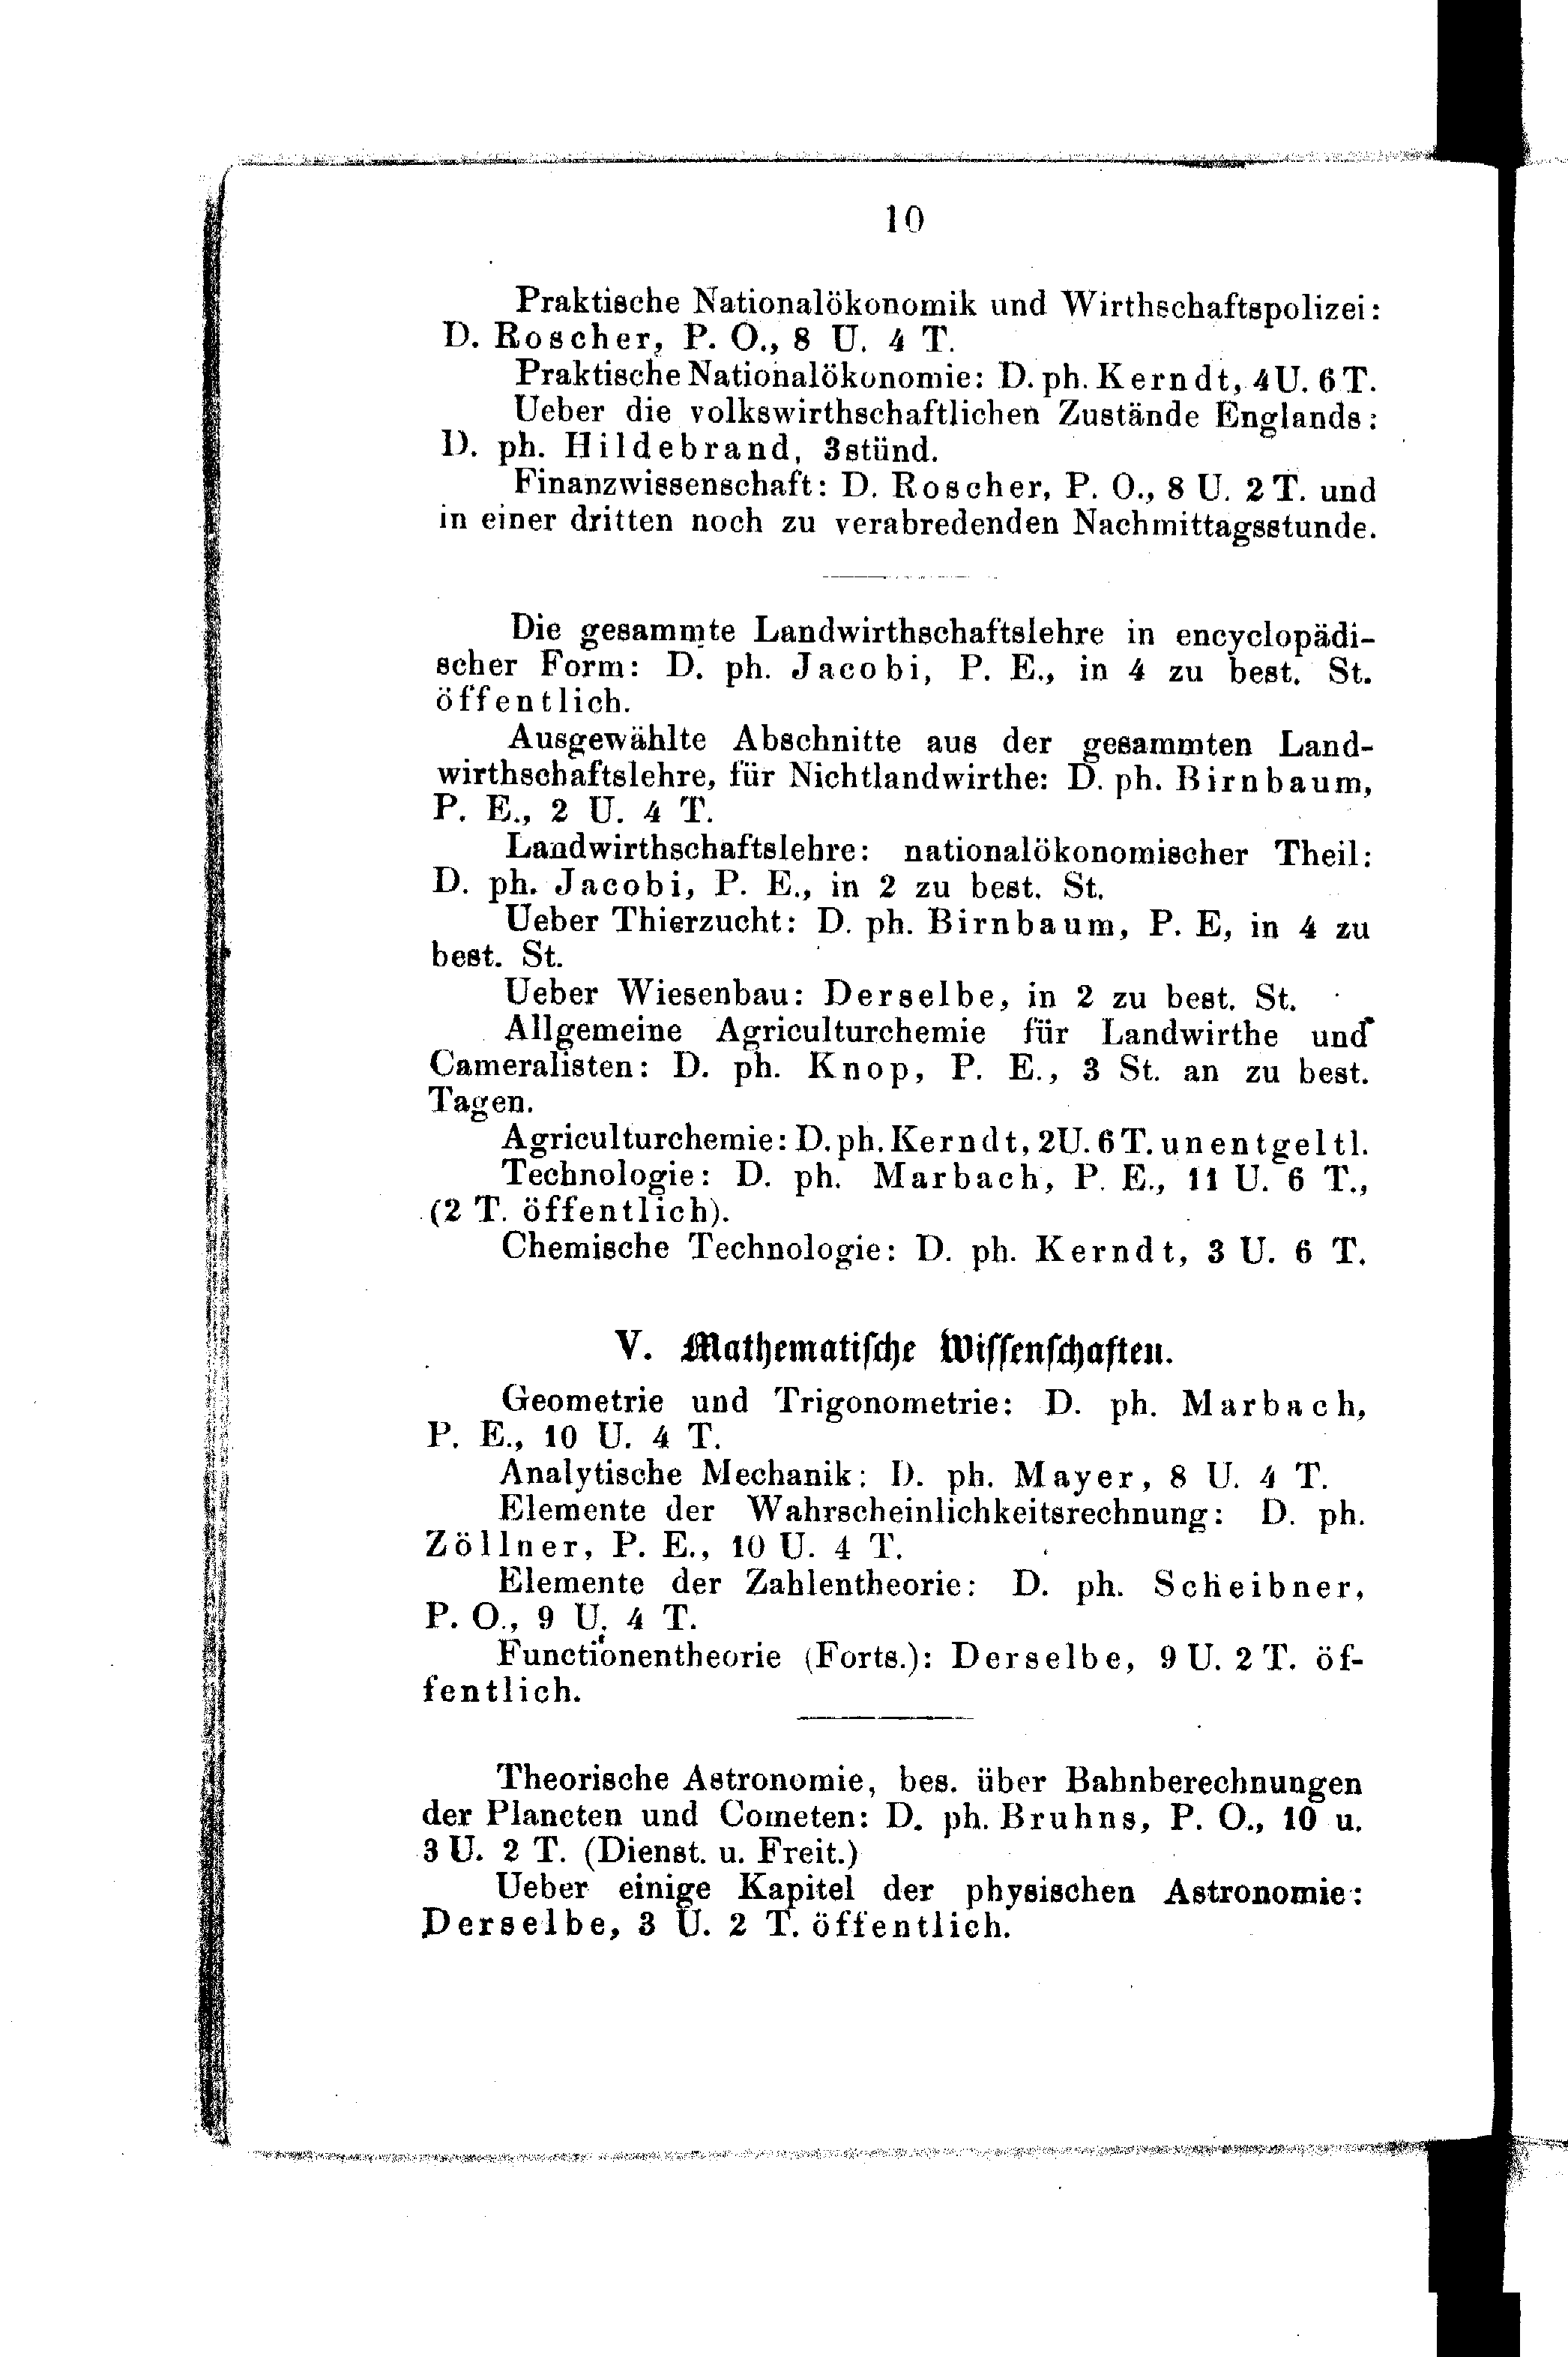 10
Praktische Nationalökonomik und Wirthschaftspolizei:
D. Roscher, P. O., 8 U. 4 T.
Praktische Nationalökonomie: D. ph. Kerndt, 4 U. 6 T.
Ueber die volkswirthschaftlichen Zustände Englands:
D. ph. Hildebrand, 3stünd.
Finanzwissenschaft: D. Roscher, P. O., 8 U. 2 T. und
in einer dritten noch zu verabredenden Nachmittagsstunde.
Die gesammte Landwirthschaftslehre in encyclopädi-
scher Form: D. ph. Jacobi, P. E., in 4 zu best. St.
öffentlich.
Ausgewählte Abschnitte aus der gesammten Land-
wirthschaftslehre, für Nichtlandwirthe: D. ph. Birnbaum,
P. E., 2 U. 4 T.
Landwirthschaftslehre: nationalökonomischer Theil:
D. ph. Jacobi, P. E., in 2 zu best. St.
Ueber Thierzucht: D. ph. Birnbaum, P. E, in 4 zu
best. St.
Ueber Wiesenbau: Derselbe, in 2 zu best. St.
Allgemeine Agriculturchemie für Landwirthe und
Cameralisten: D. ph. Knop, P. E., 3 St. an zu best.
Tagen.
Agriculturchemie: D. ph. Kerndt, 2 U. 6 T. unentgeltl.
Technologie: D. ph. Marbach, P. E., 11 U. 6 T.,
(2 T. öffentlich).
Chemische Technologie: D. ph. Kerndt, 3 U. 6 T.
V. Mathematische Wissenschaften.
Geometrie und Trigonometrie: D. ph. Marbach,
P. E., 10 U. 4 T.
Analytische Mechanik: D. ph. Mayer, 8 U. 4 T.
Elemente der Wahrscheinlichkeitsrechnung: D. ph.
Zöllner, P. E., 10 U. 4 T.
Elemente der Zahlentheorie: D. ph. Scheibner,
P. O., 9 U. 4 T.
Functionentheorie (Forts.): Derselbe, 9 U. 2 T. öf-
fentlich.
Theorische Astronomie, bes. über Bahnberechnungen
der Planeten und Cometen: D. ph. Bruhns, P. O., 10 u.
3 U. 2 T. (Dienst. u. Freit.)
Ueber einige Kapitel der physischen Astronomie:
Derselbe, 3 U. 2 T. öffentlich.